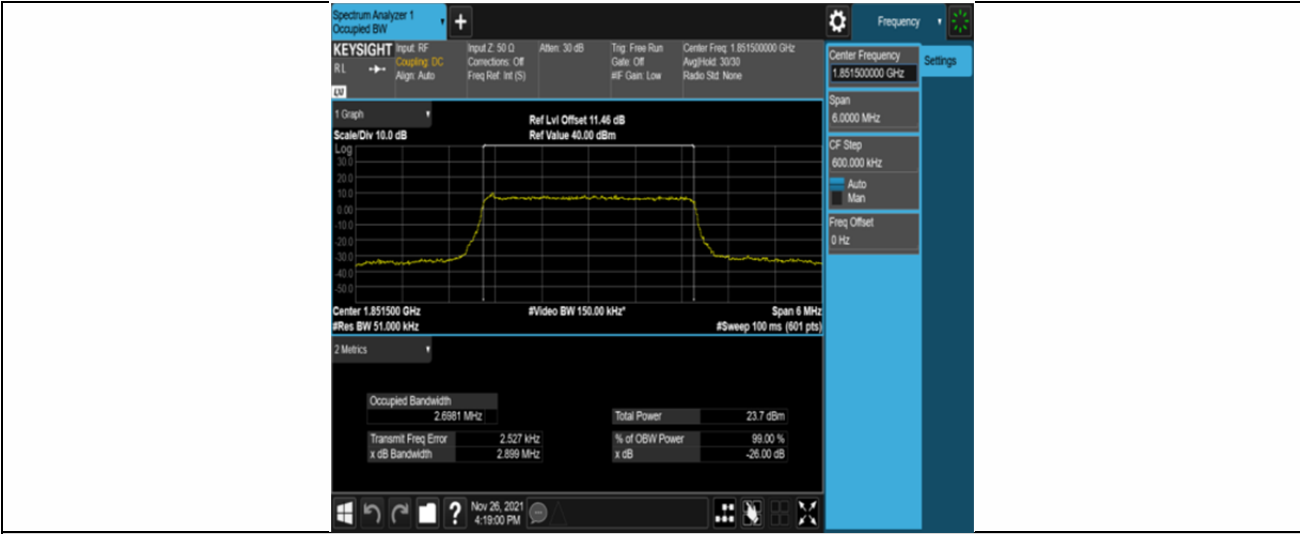 Spectrum Analyzer 1
Occupied BW
+
Frequency
KEYSIGHT
RL
LXI
Input: RF
Coupling: DC
Align: Auto
Input Z: 50 Ω
Corrections: Off
Freq Ref: Int (S)
Atten: 30 dB
Trig: Free Run
Gate: Off
#IF Gain: Low
Center Freq: 1.851500000 GHz
Avg|Hold: 30/30
Radio Std: None
Center Frequency
1.851500000 GHz
Settings
Span
6.0000 MHz
CF Step
600.000 kHz
Auto
Man
Freq Offset
0 Hz
1 Graph
Scale/Div 10.0 dB
Ref Lvl Offset 11.46 dB
Ref Value 40.00 dBm
Log
30.0
20.0
10.0
0.00
-10.0
-20.0
-30.0
-40.0
-50.0
Center 1.851500 GHz
#Video BW 150.00 kHz*
Span 6 MHz
#Res BW 51.000 kHz
#Sweep 100 ms (601 pts)
2 Metrics
Occupied Bandwidth
2.6981 MHz
Total Power 23.7 dBm
Transmit Freq Error 2.527 kHz
% of OBW Power 99.00 %
x dB Bandwidth 2.899 MHz
x dB -26.00 dB
?
Nov 26, 2021
4:19:00 PM